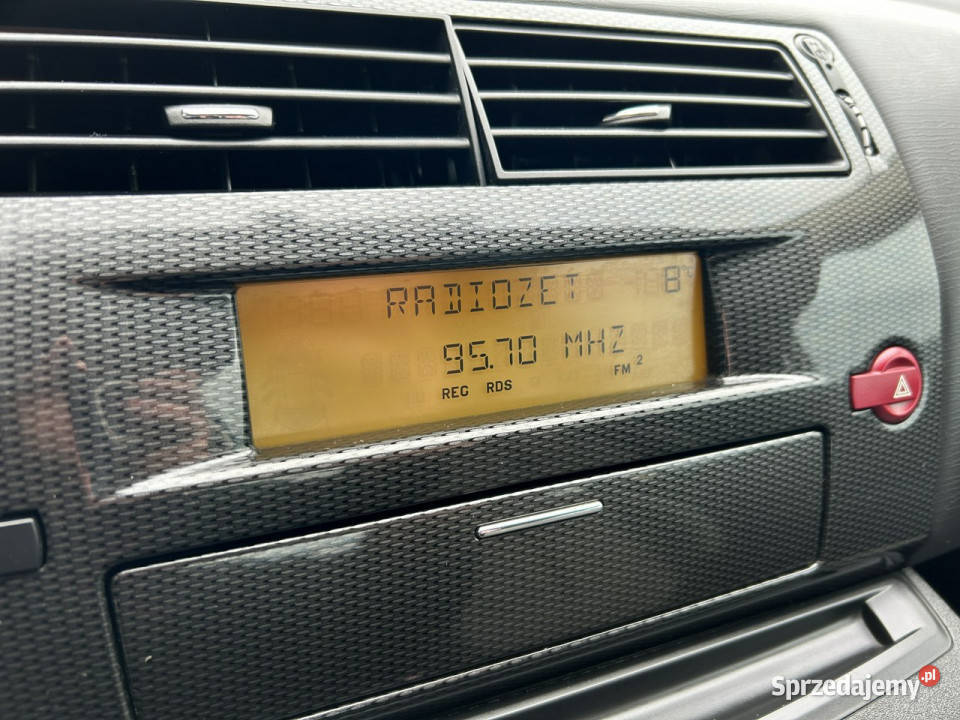 RADIOZET 8°
95.70 MHZ
REG RDS FM 2
Sprzedajemy.pl